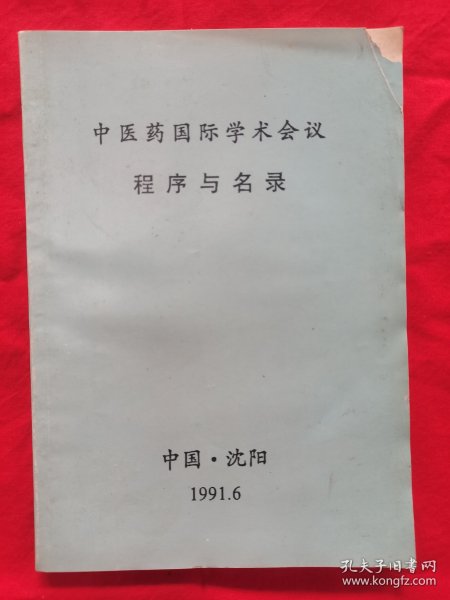 中医药国际学术会议
程序与名录
中国·沈阳
1991.6
孔夫子旧书网
www.kongfz.com